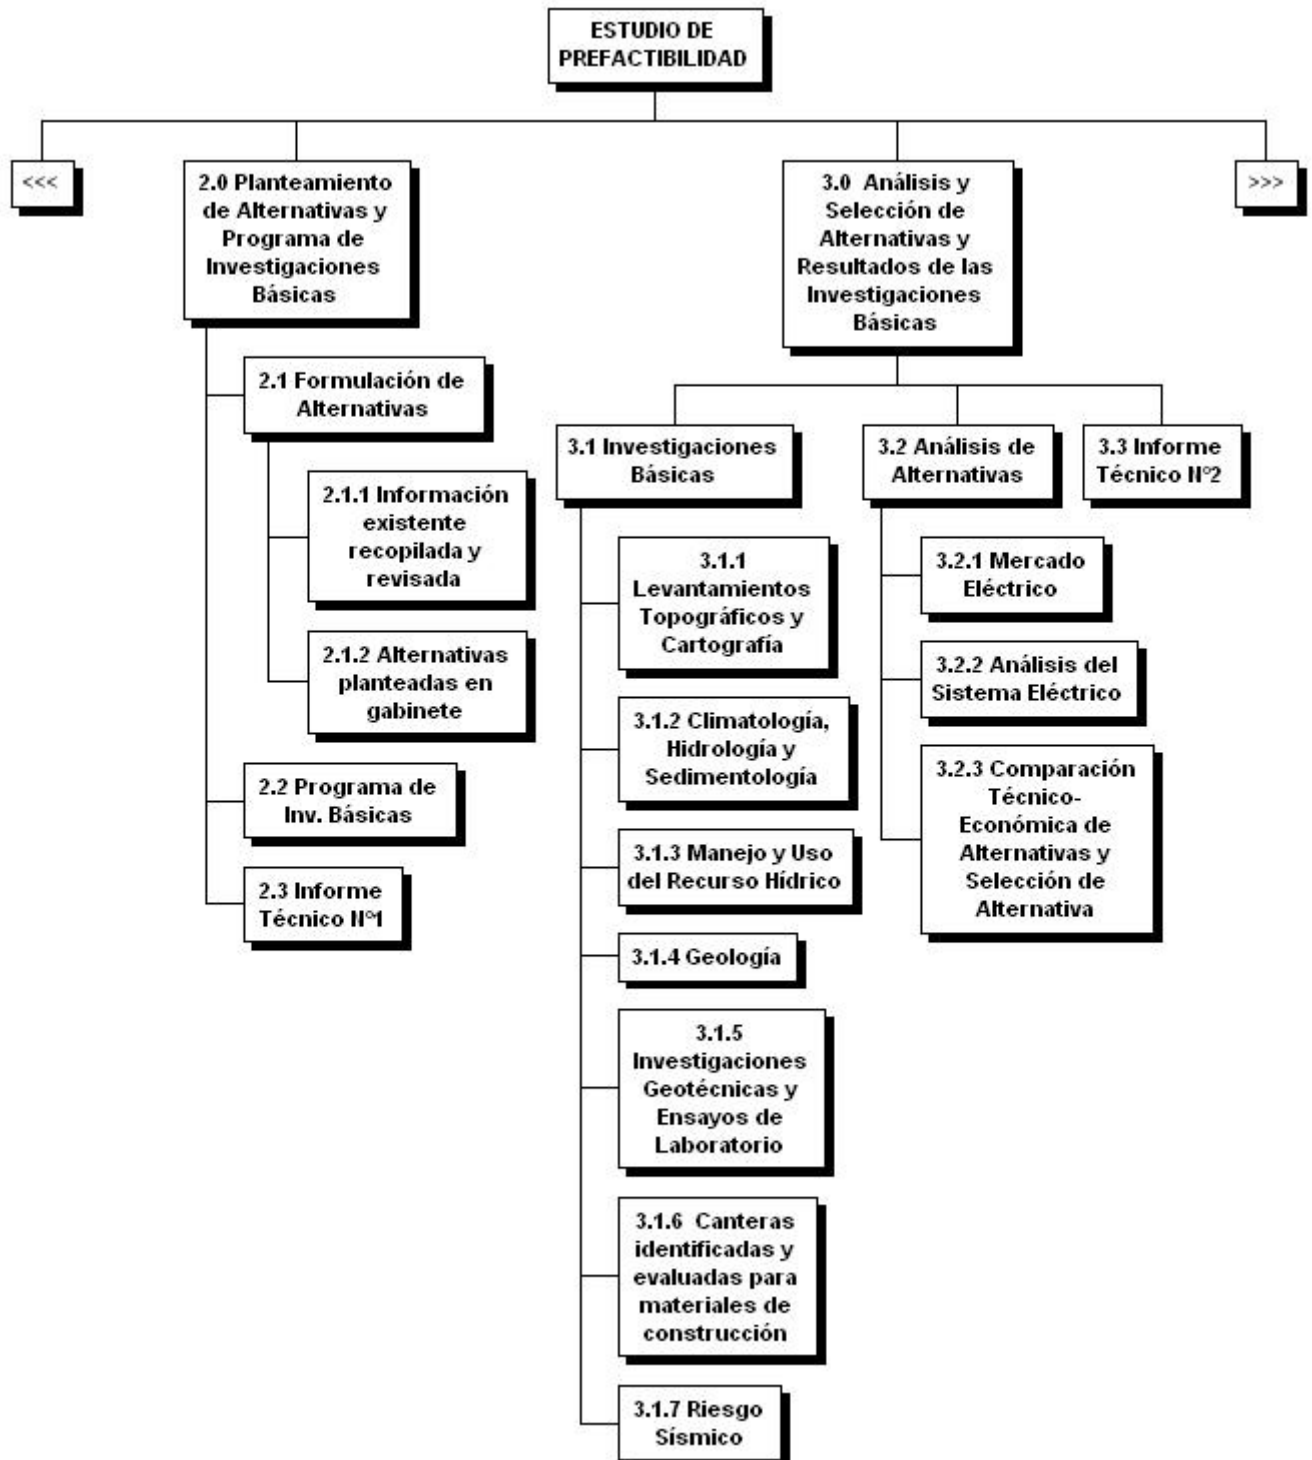 ESTUDIO DE
PREFACTIBILIDAD
<<<
2.0 Planteamiento
de Alternativas y
Programa de
Investigaciones
Básicas
3.0 Análisis y
Selección de
Alternativas y
Resultados de las
Investigaciones
Básicas
>>>
2.1 Formulación de
Alternativas
2.1.1 Información
existente
recopilada y
revisada
2.1.2 Alternativas
planteadas en
gabinete
2.2 Programa de
Inv. Básicas
2.3 Informe
Técnico Nº1
3.1 Investigaciones
Básicas
3.1.1
Levantamientos
Topográficos y
Cartografía
3.1.2 Climatología,
Hidrología y
Sedimentología
3.1.3 Manejo y Uso
del Recurso Hídrico
3.1.4 Geología
3.1.5
Investigaciones
Geotécnicas y
Ensayos de
Laboratorio
3.1.6 Canteras
identificadas y
evaluadas para
materiales de
construcción
3.1.7 Riesgo
Sísmico
3.2 Análisis de
Alternativas
3.2.1 Mercado
Eléctrico
3.2.2 Análisis del
Sistema Eléctrico
3.2.3 Comparación
Técnico-
Económica de
Alternativas y
Selección de
Alternativa
3.3 Informe
Técnico Nº2